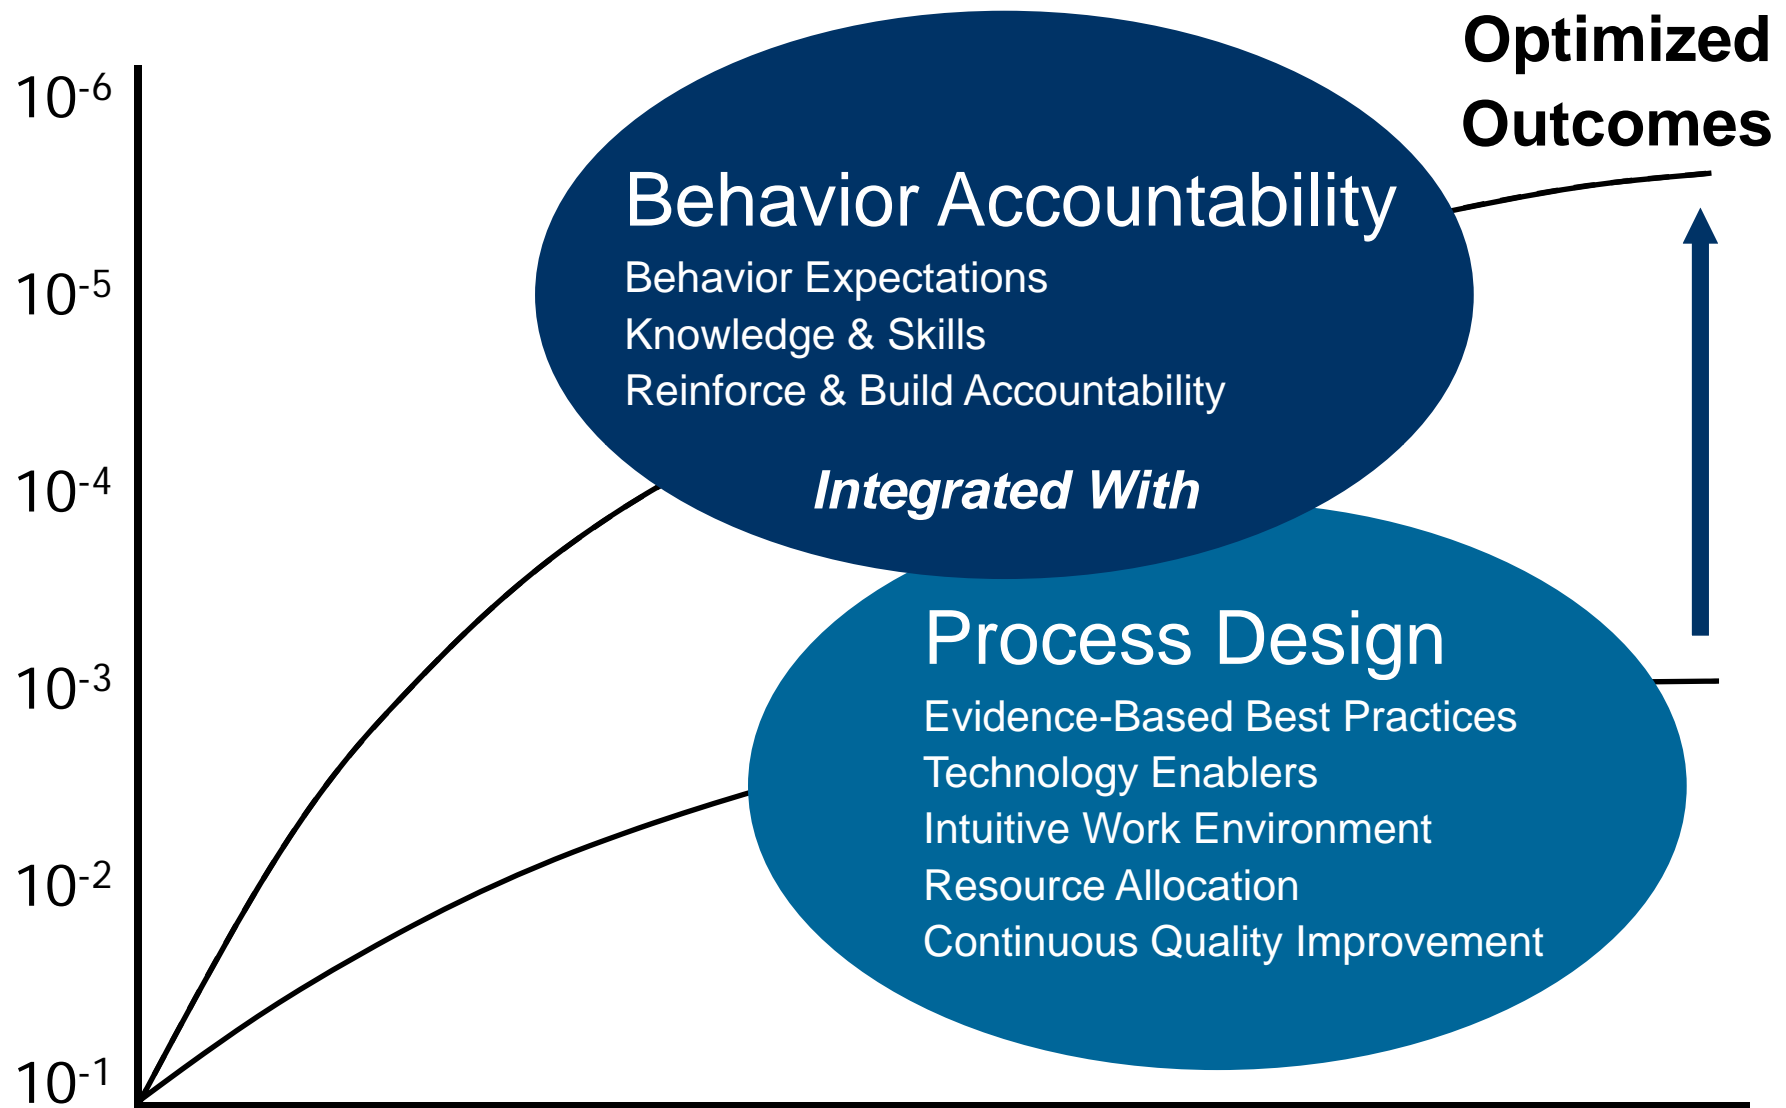 Optimized
Outcomes
10-6
10-5
10-4
10-3
10-2
10-1
Behavior Accountability
Behavior Expectations
Knowledge & Skills
Reinforce & Build Accountability
Integrated With
Process Design
Evidence-Based Best Practices
Technology Enablers
Intuitive Work Environment
Resource Allocation
Continuous Quality Improvement